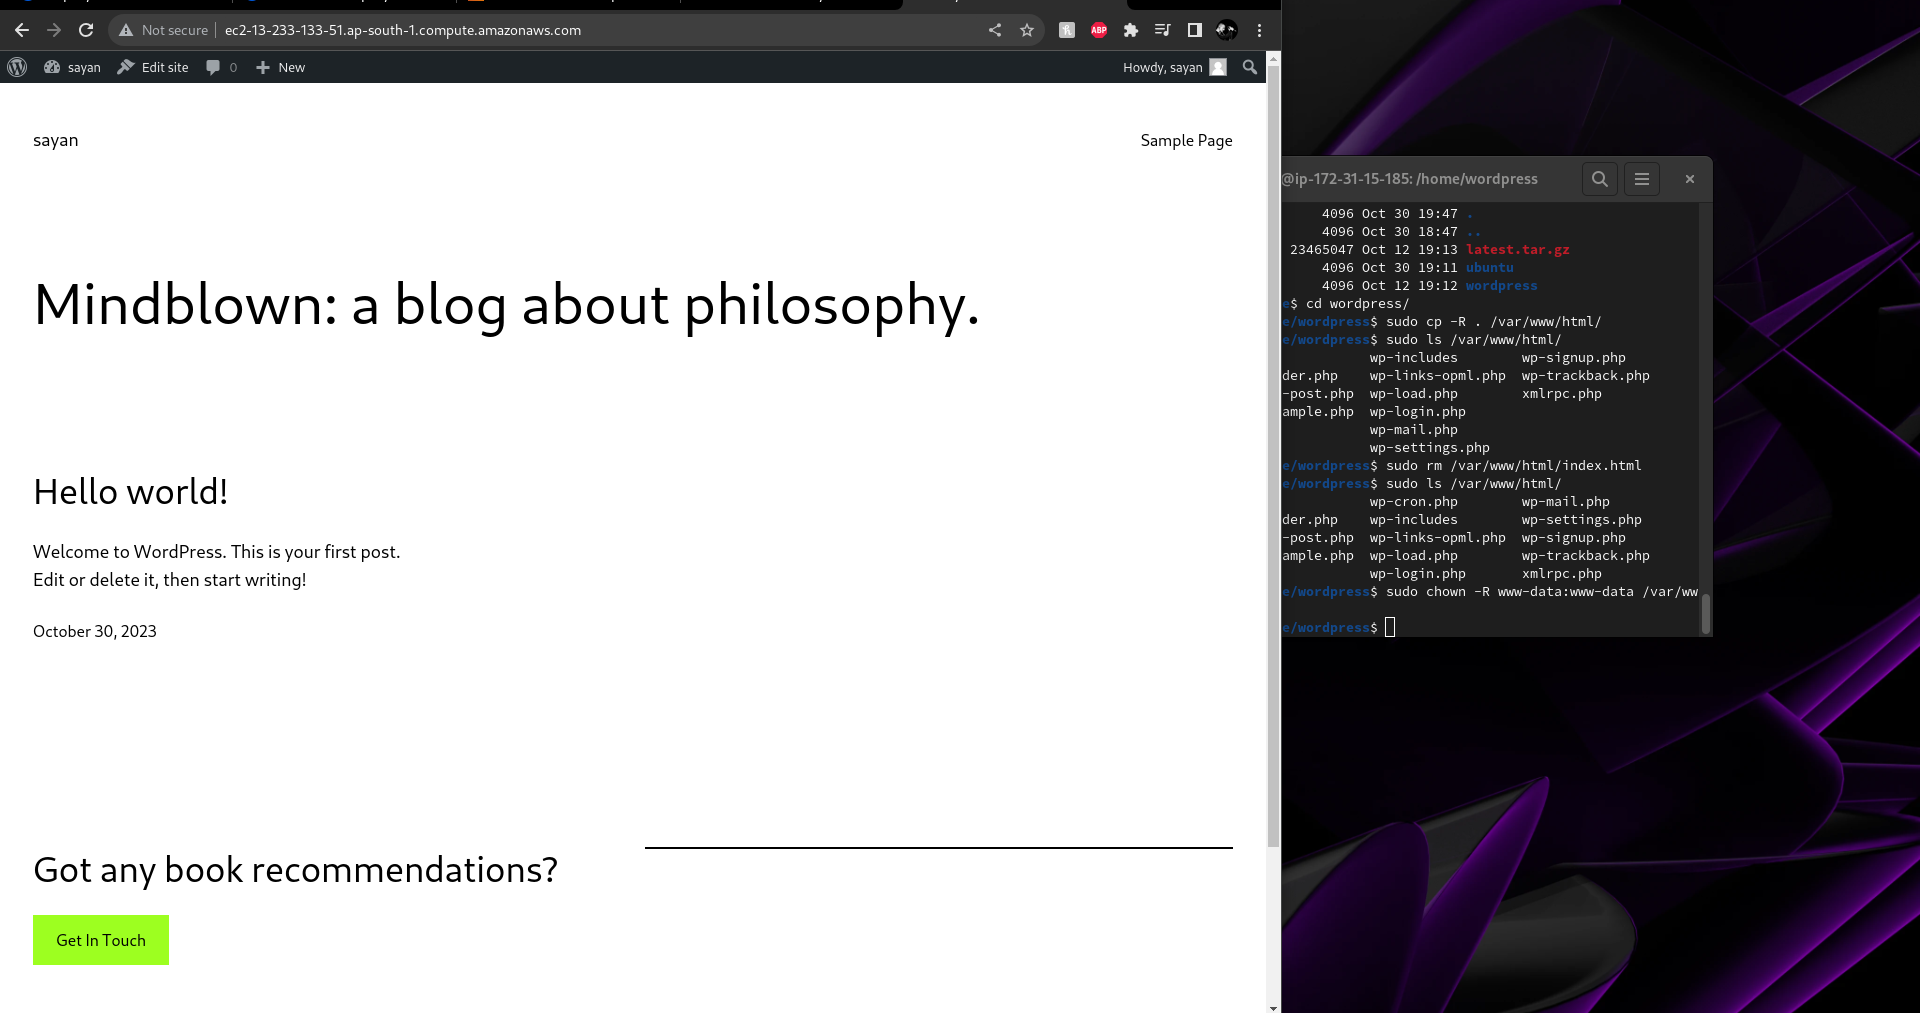 Not secure
ec2-13-233-133-51.ap-south-1.compute.amazonaws.com
ABP
sayan
Edit site
0
New
Howdy, sayan
sayan
Sample Page
Mindblown: a blog about philosophy.
Hello world!
Welcome to WordPress. This is your first post.
Edit or delete it, then start writing!
October 30, 2023
Got any book recommendations?
Get In Touch
@ip-172-31-15-185: /home/wordpress
4096 Oct 30 19:47 .
4096 Oct 30 18:47 ..
23465047 Oct 12 19:13 latest.tar.gz
4096 Oct 30 19:11 ubuntu
4096 Oct 12 19:12 wordpress
e$ cd wordpress/
e/wordpress$ sudo cp -R . /var/www/html/
e/wordpress$ sudo ls /var/www/html/
wp-includes wp-signup.php
der.php wp-links-opml.php wp-trackback.php
-post.php wp-load.php xmlrpc.php
ample.php wp-login.php
wp-mail.php
wp-settings.php
e/wordpress$ sudo rm /var/www/html/index.html
e/wordpress$ sudo ls /var/www/html/
wp-cron.php wp-mail.php
der.php wp-includes wp-settings.php
-post.php wp-links-opml.php wp-signup.php
ample.php wp-load.php wp-trackback.php
wp-login.php xmlrpc.php
e/wordpress$ sudo chown -R www-data:www-data /var/ww
e/wordpress$